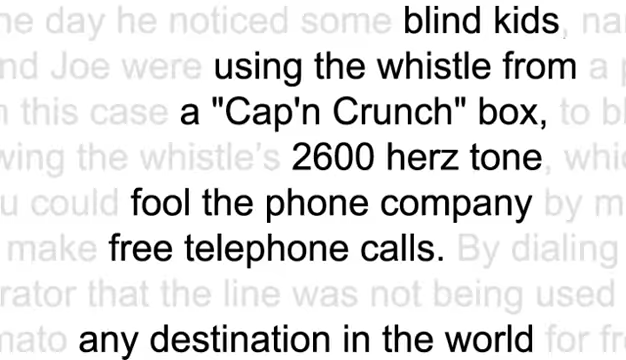 day he noticed some blind kids,
Joe were using the whistle from a
this case a "Cap'n Crunch" box, to
the whistle's 2600 herz tone,
could fool the phone company by
make free telephone calls. By dialing
that the line was not being used
any destination in the world for